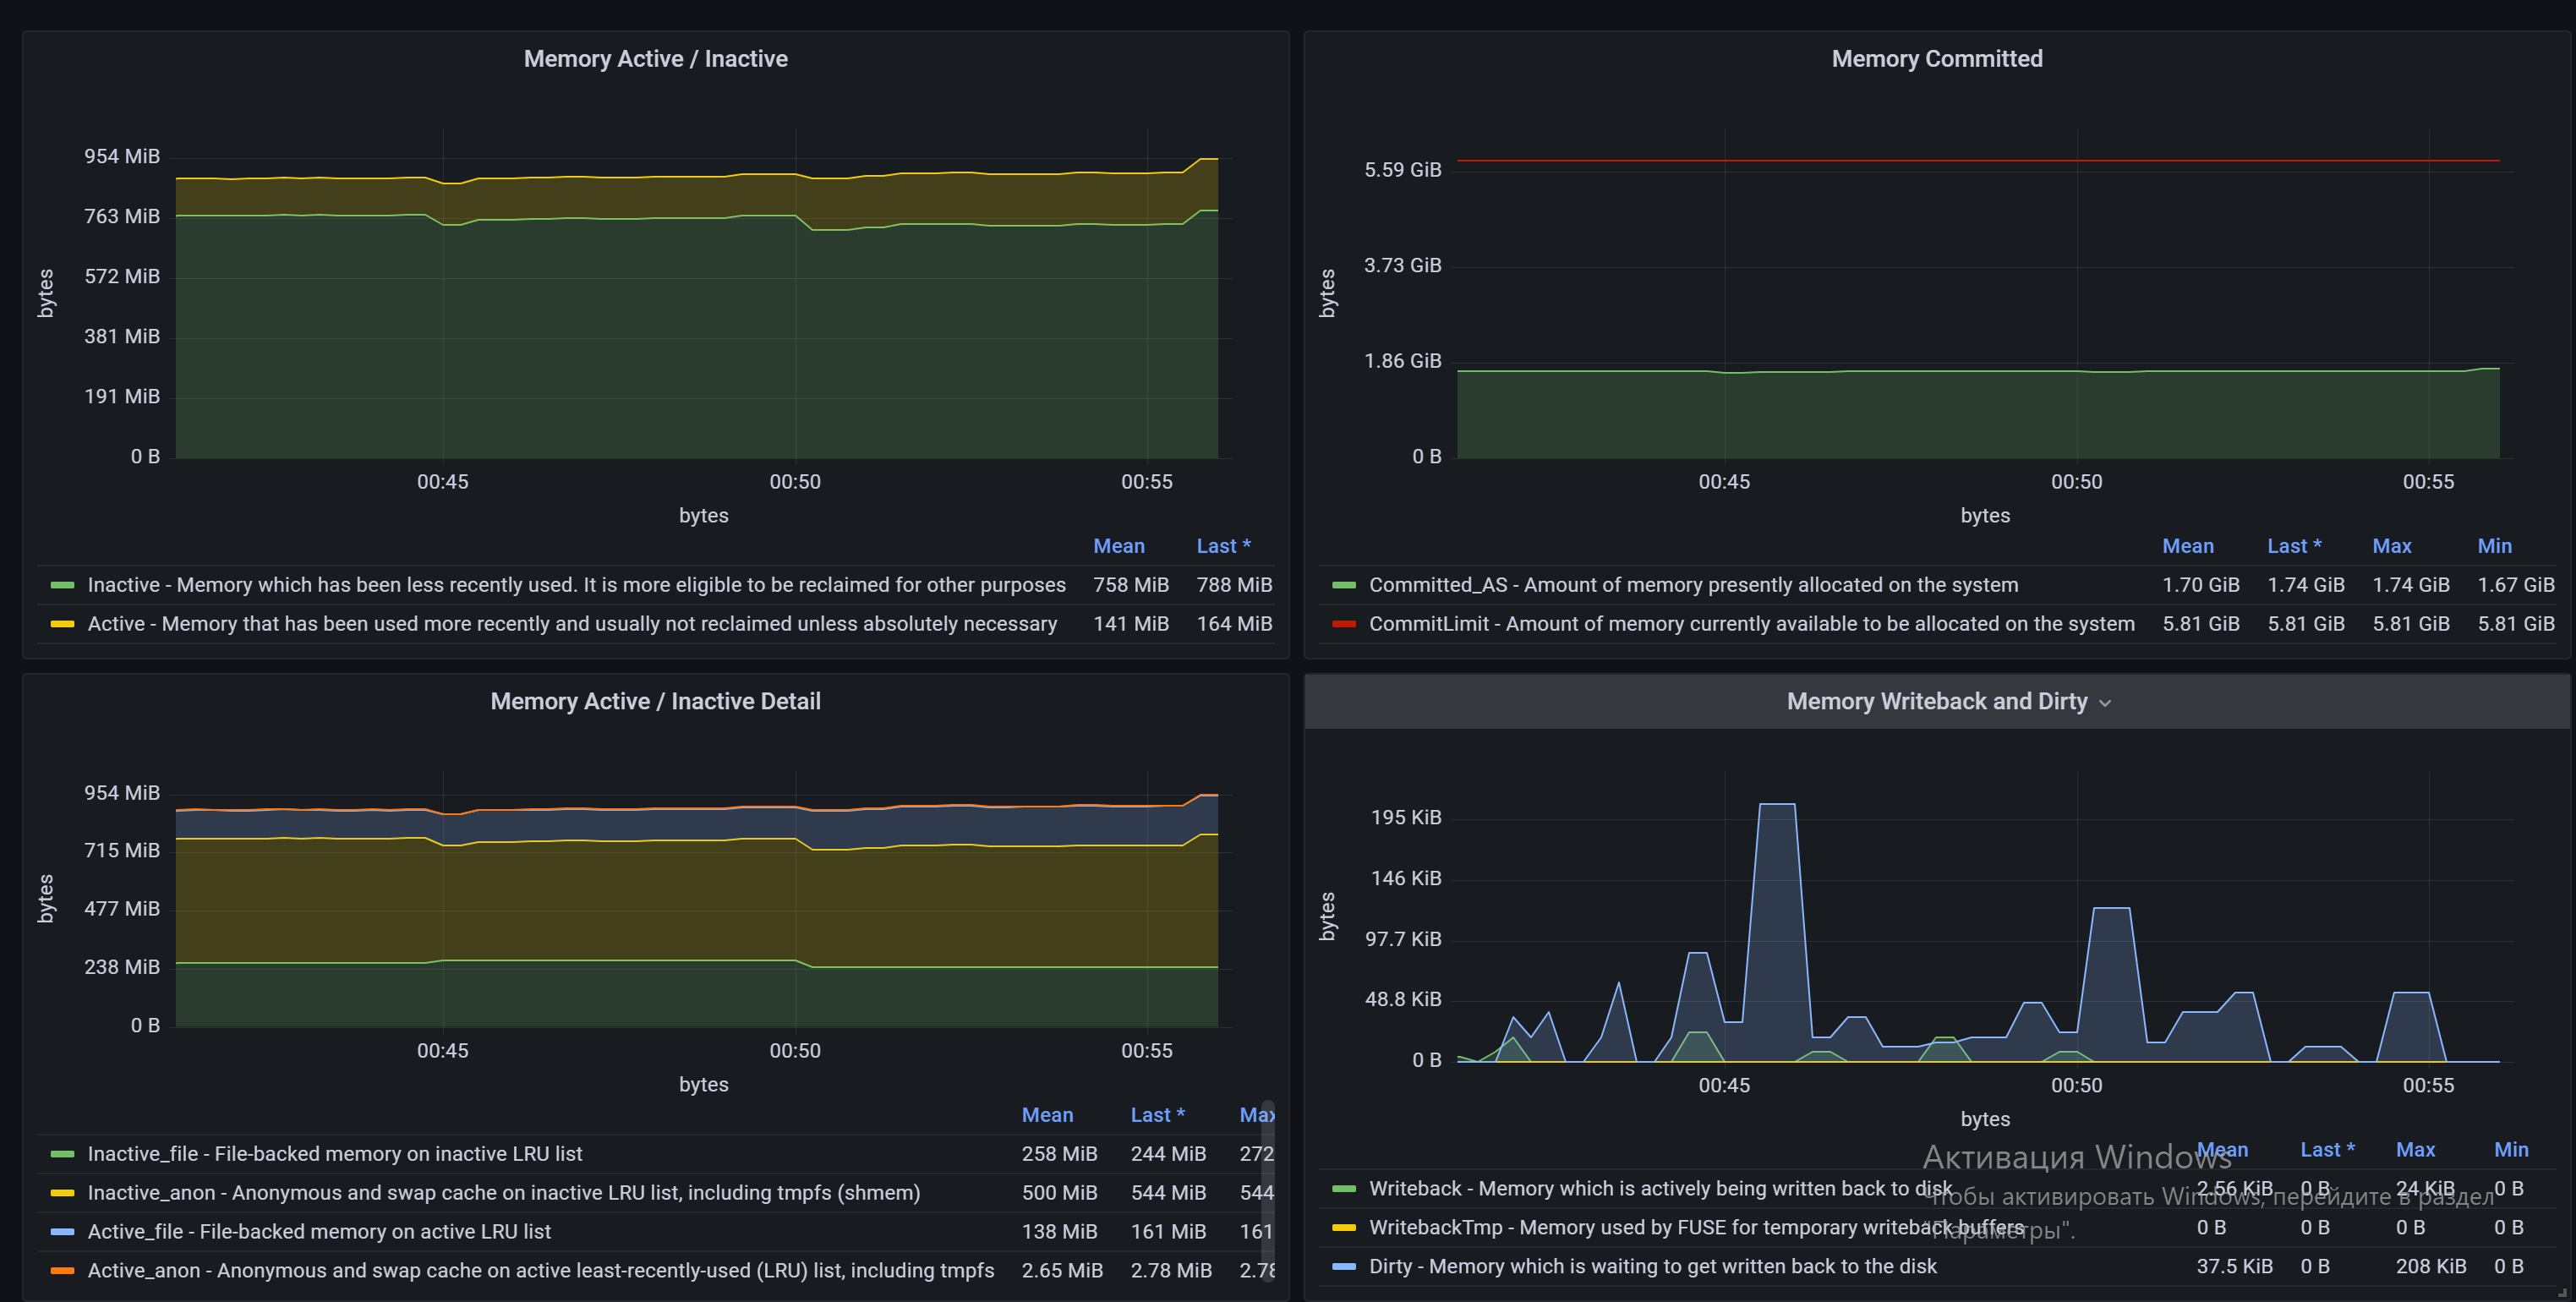 Memory Active / Inactive
954 MiB
763 MiB
572 MiB
381 MiB
191 MiB
0 B
bytes
00:45 00:50 00:55
bytes
Mean Last *
Inactive - Memory which has been less recently used. It is more eligible to be reclaimed for other purposes 758 MiB 788 MiB
Active - Memory that has been used more recently and usually not reclaimed unless absolutely necessary 141 MiB 164 MiB
Memory Committed
5.59 GiB
3.73 GiB
1.86 GiB
0 B
bytes
00:45 00:50 00:55
bytes
Mean Last * Max Min
Committed_AS - Amount of memory presently allocated on the system 1.70 GiB 1.74 GiB 1.74 GiB 1.67 GiB
CommitLimit - Amount of memory currently available to be allocated on the system 5.81 GiB 5.81 GiB 5.81 GiB 5.81 GiB
Memory Active / Inactive Detail
954 MiB
715 MiB
477 MiB
238 MiB
0 B
bytes
00:45 00:50 00:55
bytes
Mean Last * Max
Inactive_file - File-backed memory on inactive LRU list 258 MiB 244 MiB 272
Inactive_anon - Anonymous and swap cache on inactive LRU list, including tmpfs (shmem) 500 MiB 544 MiB 544
Active_file - File-backed memory on active LRU list 138 MiB 161 MiB 161
Active_anon - Anonymous and swap cache on active least-recently-used (LRU) list, including tmpfs 2.65 MiB 2.78 MiB 2.78
Memory Writeback and Dirty
195 KiB
146 KiB
97.7 KiB
48.8 KiB
0 B
bytes
00:45 00:50 00:55
bytes
Mean Last * Max Min
Writeback - Memory which is actively being written back to disk 2.56 KiB 0 B 24 KiB 0 B
WritebackTmp - Memory used by FUSE for temporary writeback buffers 0 B 0 B 0 B 0 B
Dirty - Memory which is waiting to get written back to the disk 37.5 KiB 0 B 208 KiB 0 B
Активация Windows
Чтобы активировать Windows, перейдите в раздел
"Параметры".